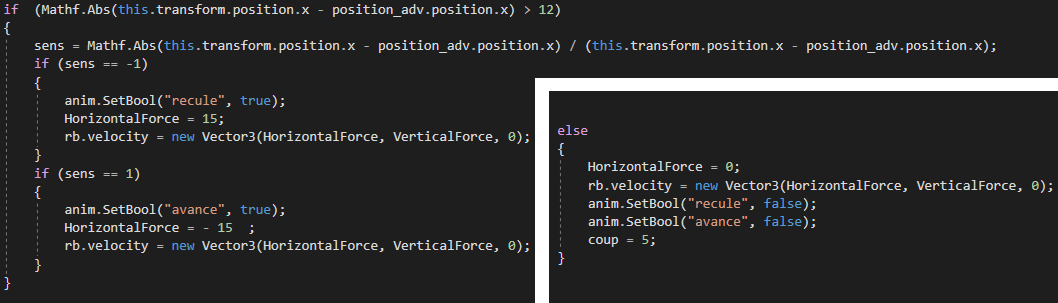 if  (Mathf.Abs(this.transform.position.x - position_adv.position.x) > 12)
{
    sens = Mathf.Abs(this.transform.position.x - position_adv.position.x) / (this.transform.position.x - position_adv.position.x);
    if (sens == -1)
    {
        anim.SetBool("recule", true);
        HorizontalForce = 15;
        rb.velocity = new Vector3(HorizontalForce, VerticalForce, 0);
    }
    if (sens == 1)
    {
        anim.SetBool("avance", true);
        HorizontalForce = - 15  ;
        rb.velocity = new Vector3(HorizontalForce, VerticalForce, 0);
    }
}
else
{
    HorizontalForce = 0;
    rb.velocity = new Vector3(HorizontalForce, VerticalForce, 0);
    anim.SetBool("recule", false);
    anim.SetBool("avance", false);
    coup = 5;
}